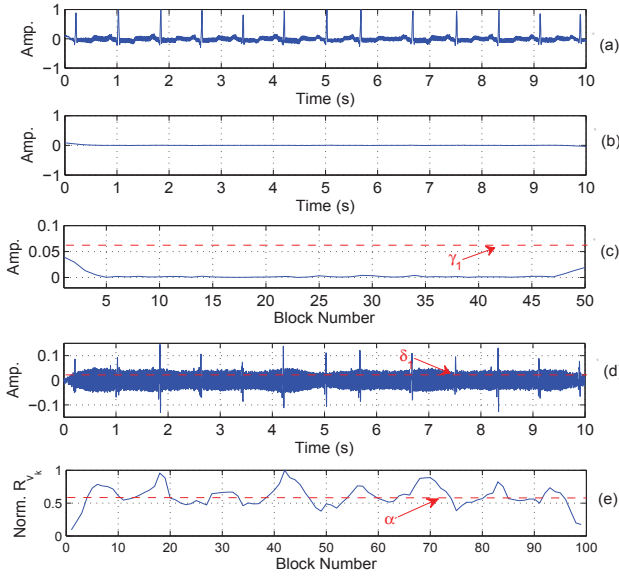 1
0
−1
Amp.
0 1 2 3 4 5 6 7 8 9 10
Time (s)
(a)
1
0
−1
Amp.
0 1 2 3 4 5 6 7 8 9 10
Time (s)
(b)
0.1
0.05
0
Amp.
γ1
5 10 15 20 25 30 35 40 45 50
Block Number
(c)
0.1
0
−0.1
Amp.
0 1 2 3 4 5 6 7 8 9 10
Time (s)
(d)
1
0.5
0
Norm. Rvk
α
0 10 20 30 40 50 60 70 80 90 100
Block Number
(e)